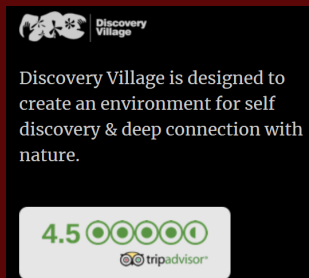 Discovery
Village
Discovery Village is designed to
create an environment for self
discovery & deep connection with
nature.
4.5
tripadvisor